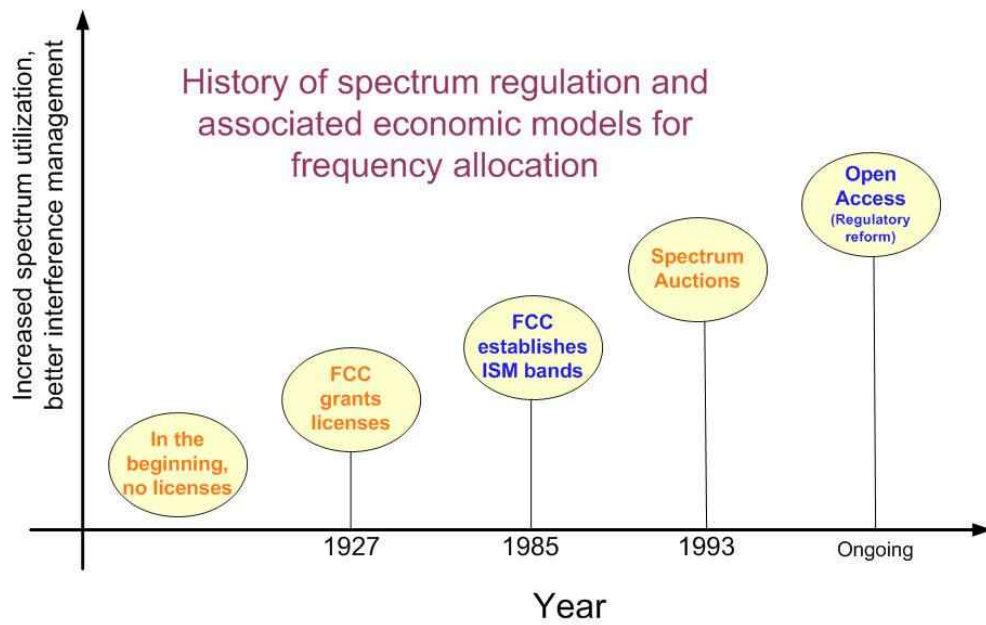 Increased spectrum utilization,
better interference management
History of spectrum regulation and
associated economic models for
frequency allocation
In the
beginning,
no licenses
FCC
grants
licenses
FCC
establishes
ISM bands
Spectrum
Auctions
Open
Access
(Regulatory
reform)
1927
1985
1993
Ongoing
Year